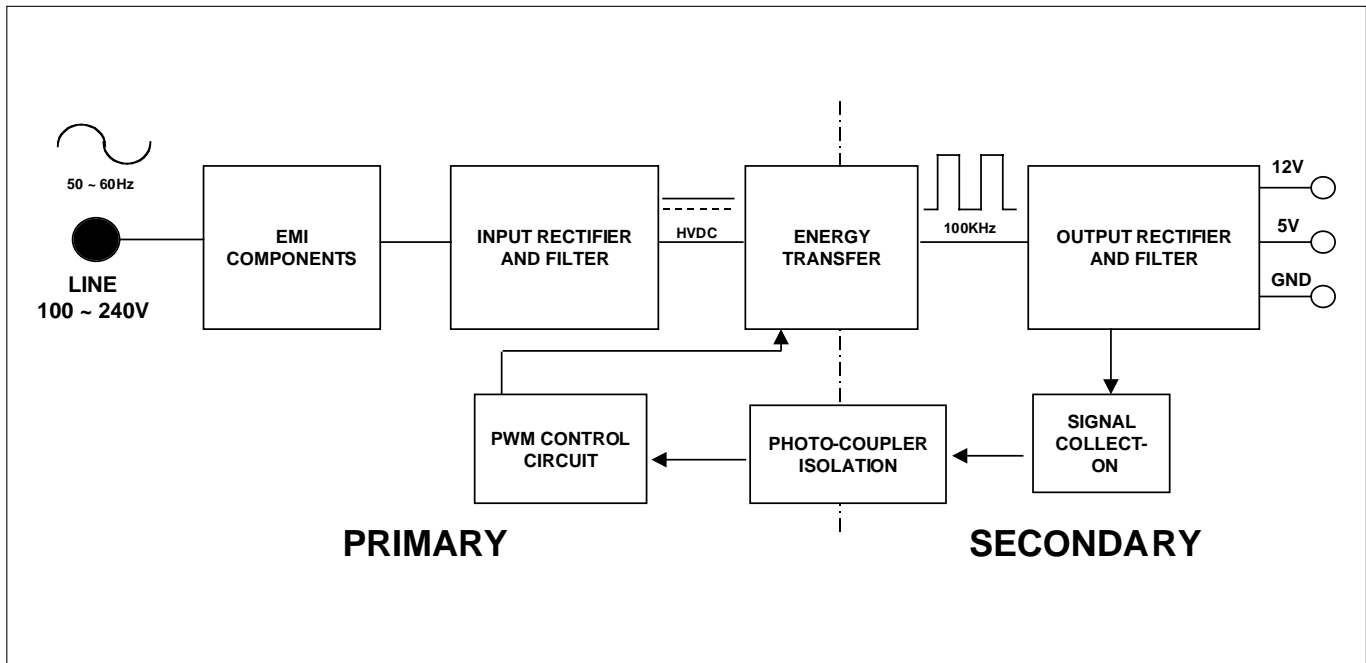 50 ~ 60Hz
LINE
100 ~ 240V
EMI
COMPONENTS
INPUT RECTIFIER
AND FILTER
HVDC
ENERGY
TRANSFER
100KHz
OUTPUT RECTIFIER
AND FILTER
12V
5V
GND
PWM CONTROL
CIRCUIT
PHOTO-COUPLER
ISOLATION
SIGNAL
COLLECT-
ON
PRIMARY
SECONDARY